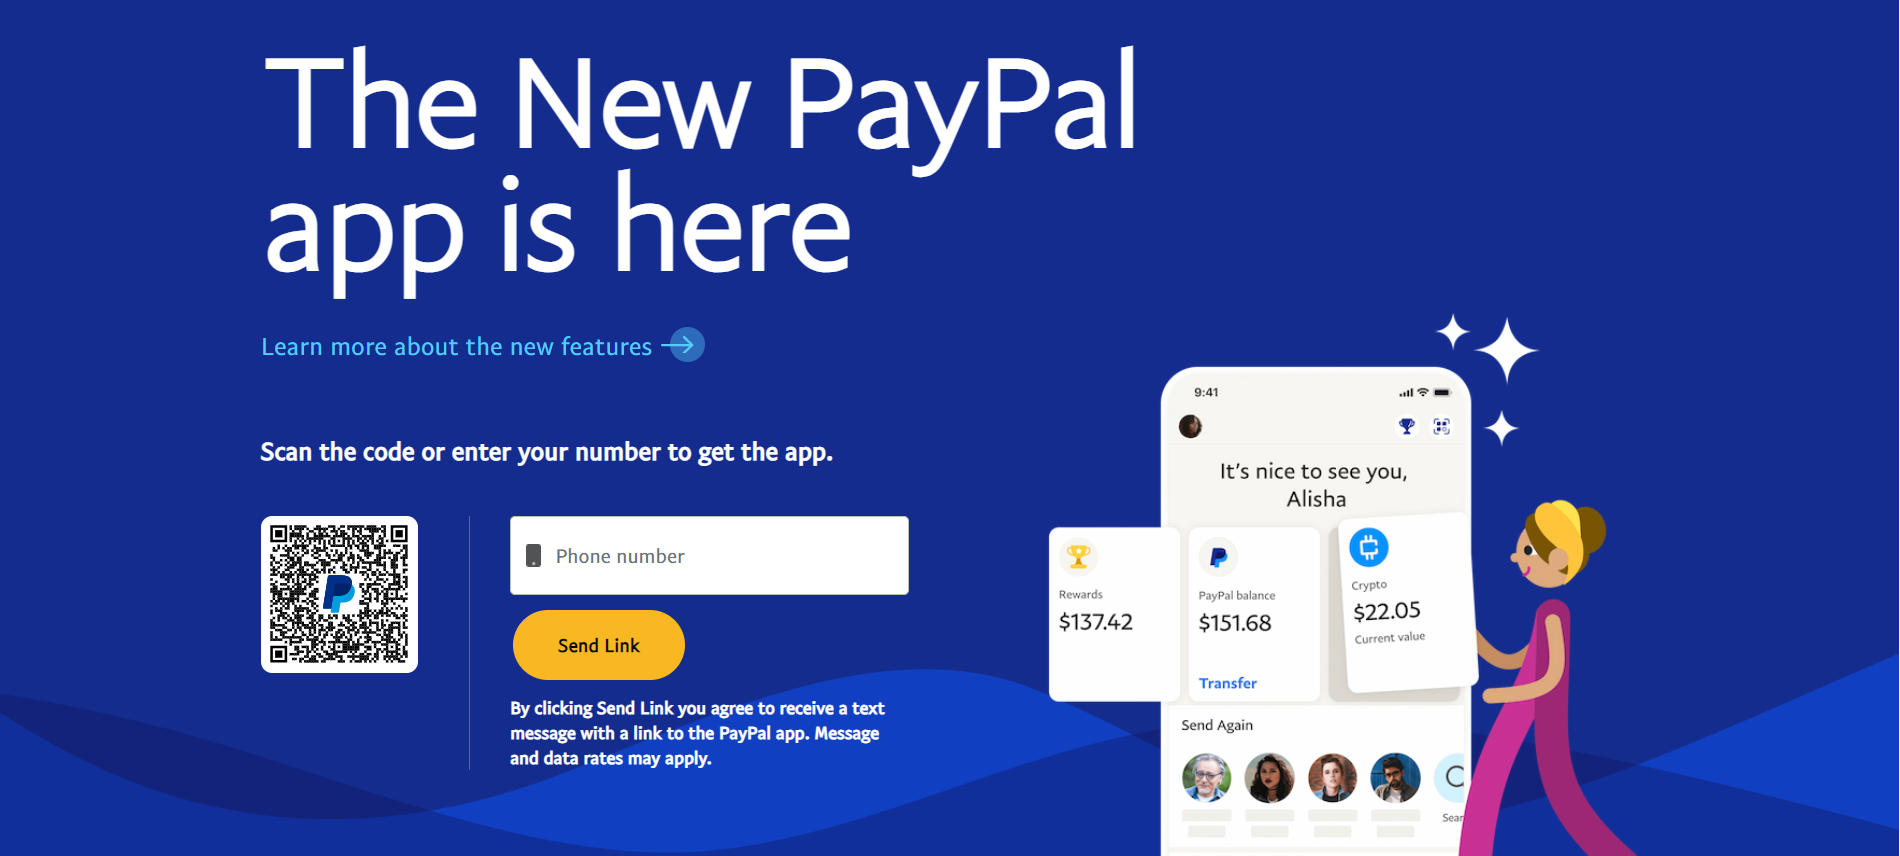 The New PayPal
app is here
Learn more about the new features
Scan the code or enter your number to get the app.
Phone number
Send Link
By clicking Send Link you agree to receive a text
message with a link to the PayPal app. Message
and data rates may apply.
9:41
It's nice to see you,
Alisha
Rewards
$137.42
PayPal balance
$151.68
Transfer
Crypto
$22.05
Current value
Send Again
Sear